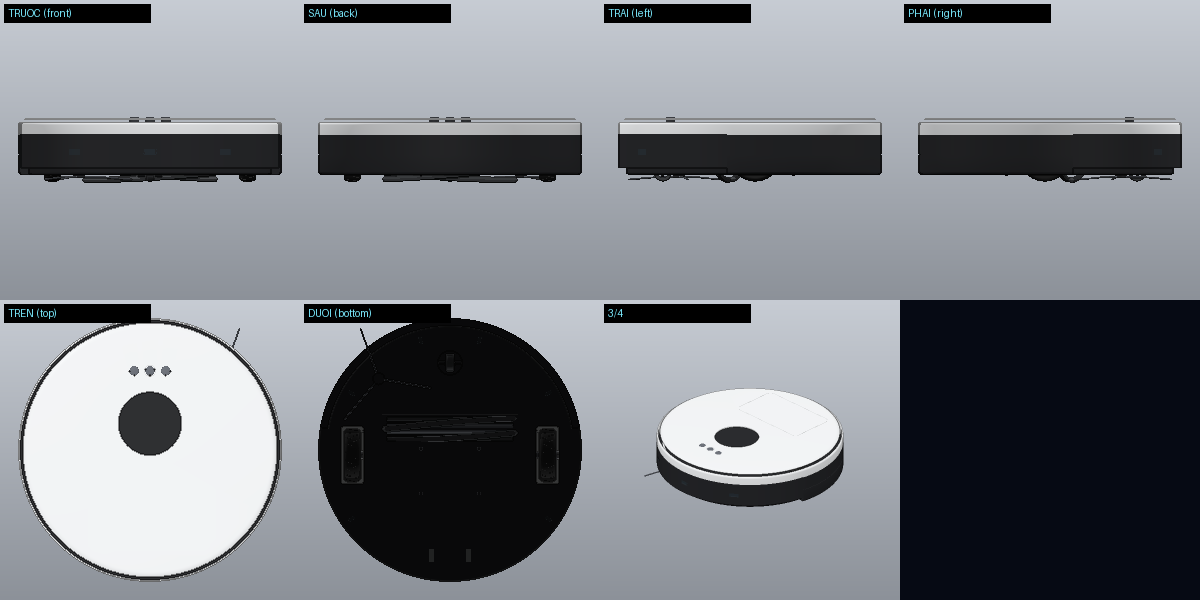 TRUOC (front)
SAU (back)
TRAI (left)
PHAI (right)
TREN (top)
DUOI (bottom)
3/4